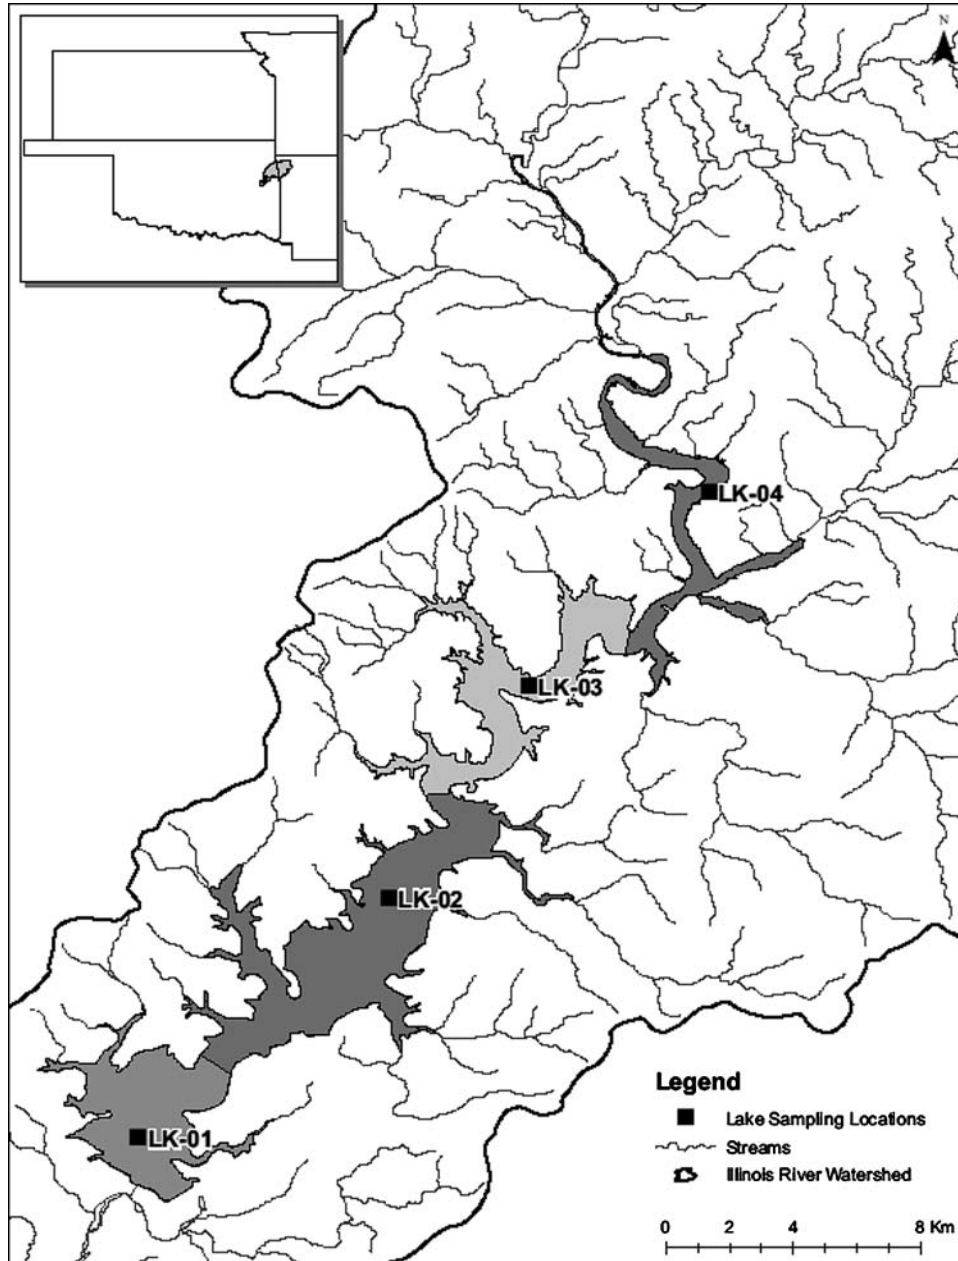 N
LK-04
LK-03
LK-02
LK-01
Legend
Lake Sampling Locations
Streams
Illinois River Watershed
0 2 4 8 Km